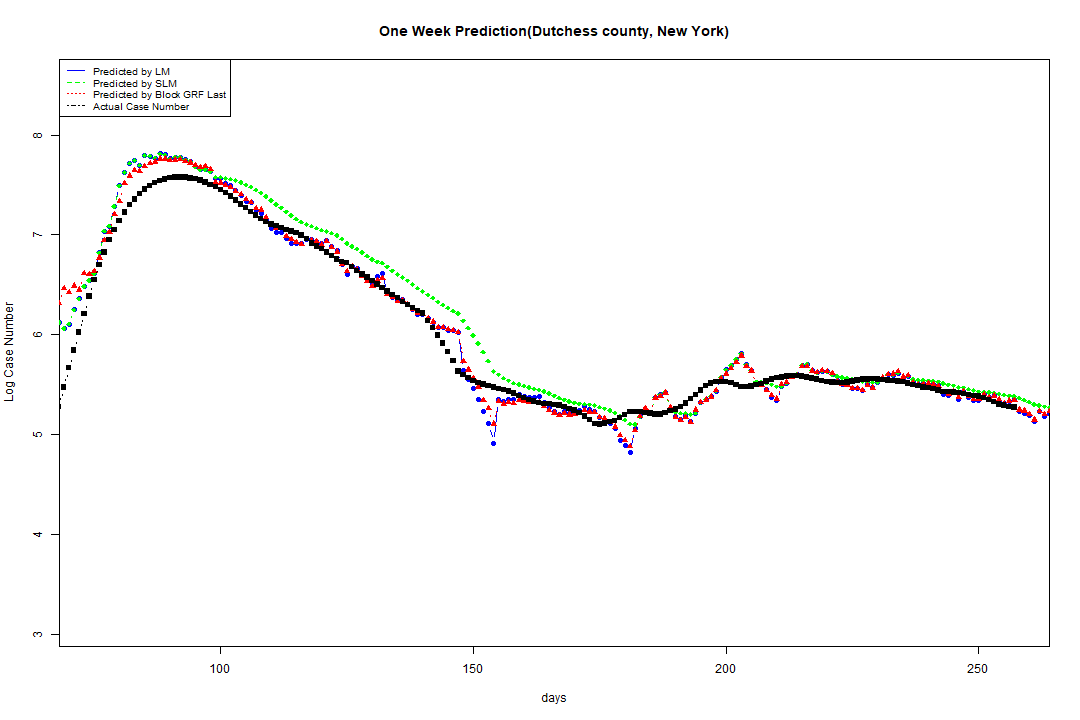 One Week Prediction(Dutchess county, New York)
Predicted by LM
Predicted by SLM
Predicted by Block GRF Last
Actual Case Number
8
7
6
5
4
3
Log Case Number
100 150 200 250
days